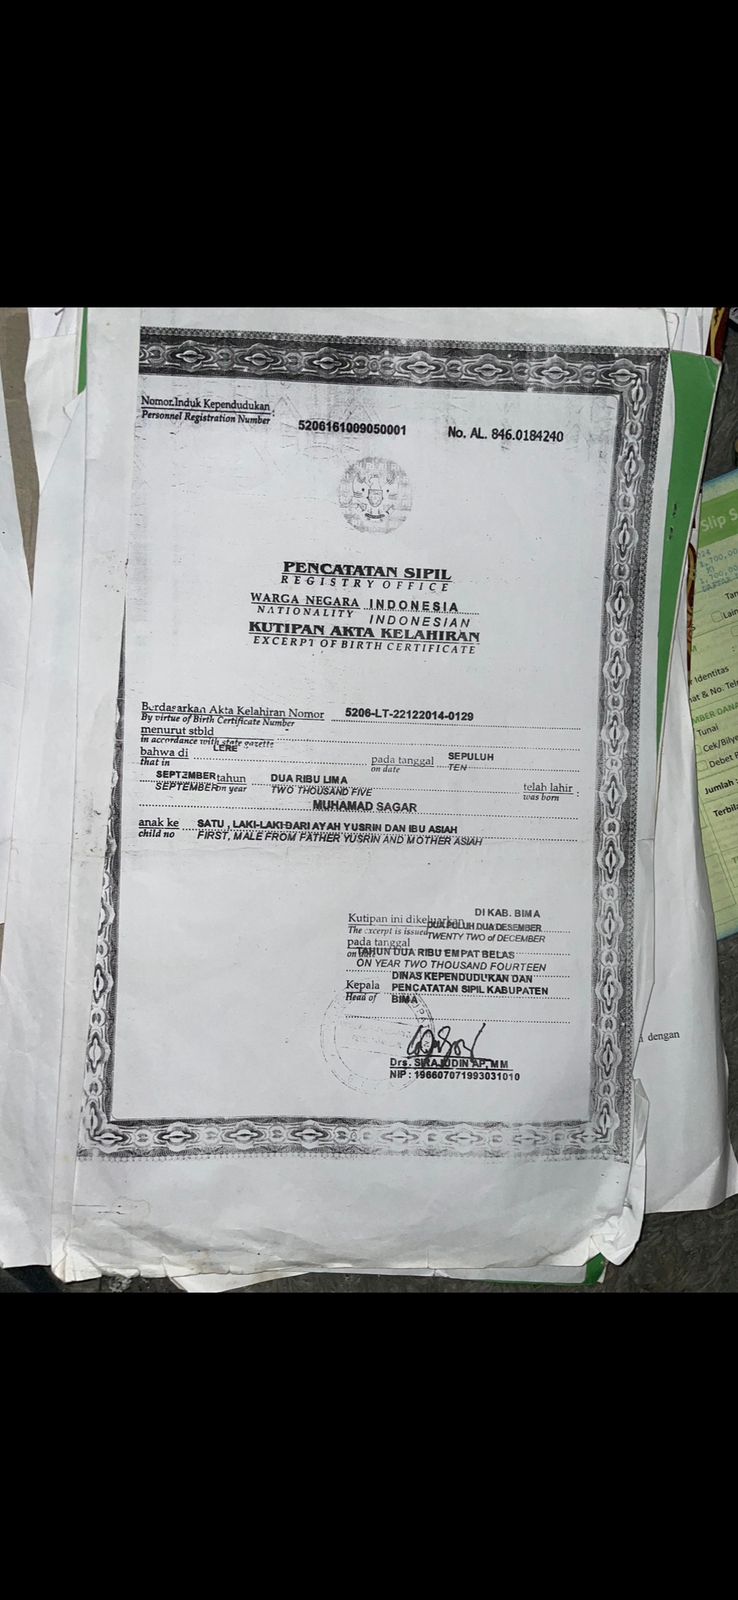 Nomor Induk Kependudukan
Personnel Registration Number
5206161009050001
No. AL. 846.0184240
PENCATATAN SIPIL
REGISTRY OFFICE
WARGA NEGARA INDONESIA
NATIONALITY INDONESIAN
KUTIPAN AKTA KELAHIRAN
EXCERPT OF BIRTH CERTIFICATE
Berdasarkan Akta Kelahiran Nomor 5206-LT-22122014-0129
By virtue of Birth Certificate Number
menurut stbld
in accordance with state gazette
bahwa di LERE pada tanggal SEPULUH
that in on date TEN
SEPTEMBER tahun DUA RIBU LIMA telah lahir :
SEPTEMBER on year TWO THOUSAND FIVE was born
MUHAMAD SAGAR
anak ke SATU , LAKI-LAKI DARI AYAH YUSRIN DAN IBU ASIAH
child no FIRST, MALE FROM FATHER YUSRIN AND MOTHER ASIAH
Kutipan ini dikeluarkan DI KAB. BIMA
DUA PULUH DUA DESEMBER
The excerpt is issued TWENTY TWO of DECEMBER
pada tanggal
TAHUN DUA RIBU EMPAT BELAS
ON YEAR TWO THOUSAND FOURTEEN
DINAS KEPENDUDUKAN DAN
Kepala PENCATATAN SIPIL KABUPATEN
Head of BIMA
Drs. SIRAJUDIN AP, MM
NIP : 196607071993031010
dengan
Slip
Identitas
& No.
Tunai
Jumlah :